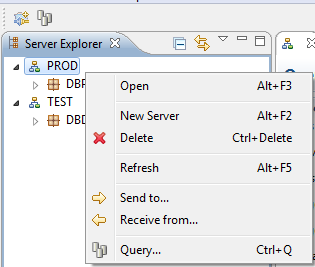 Server Explorer
PROD
DBP
TEST
DBD
Open Alt+F3
New Server Alt+F2
Delete Ctrl+Delete
Refresh Alt+F5
Send to...
Receive from...
Query... Ctrl+Q